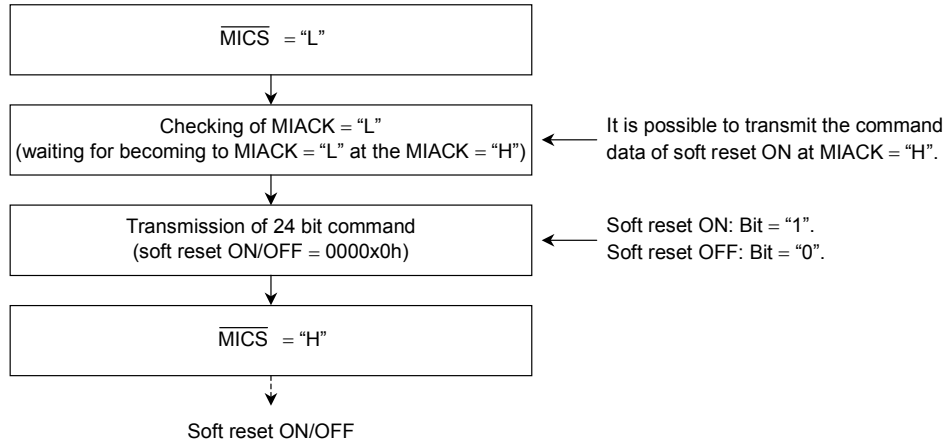 MICS = “L”
Checking of MIACK = “L”
(waiting for becoming to MIACK = “L” at the MIACK = “H”)
It is possible to transmit the command
data of soft reset ON at MIACK = “H”.
Transmission of 24 bit command
(soft reset ON/OFF = 0000x0h)
Soft reset ON: Bit = “1”.
Soft reset OFF: Bit = “0”.
MICS = “H”
Soft reset ON/OFF